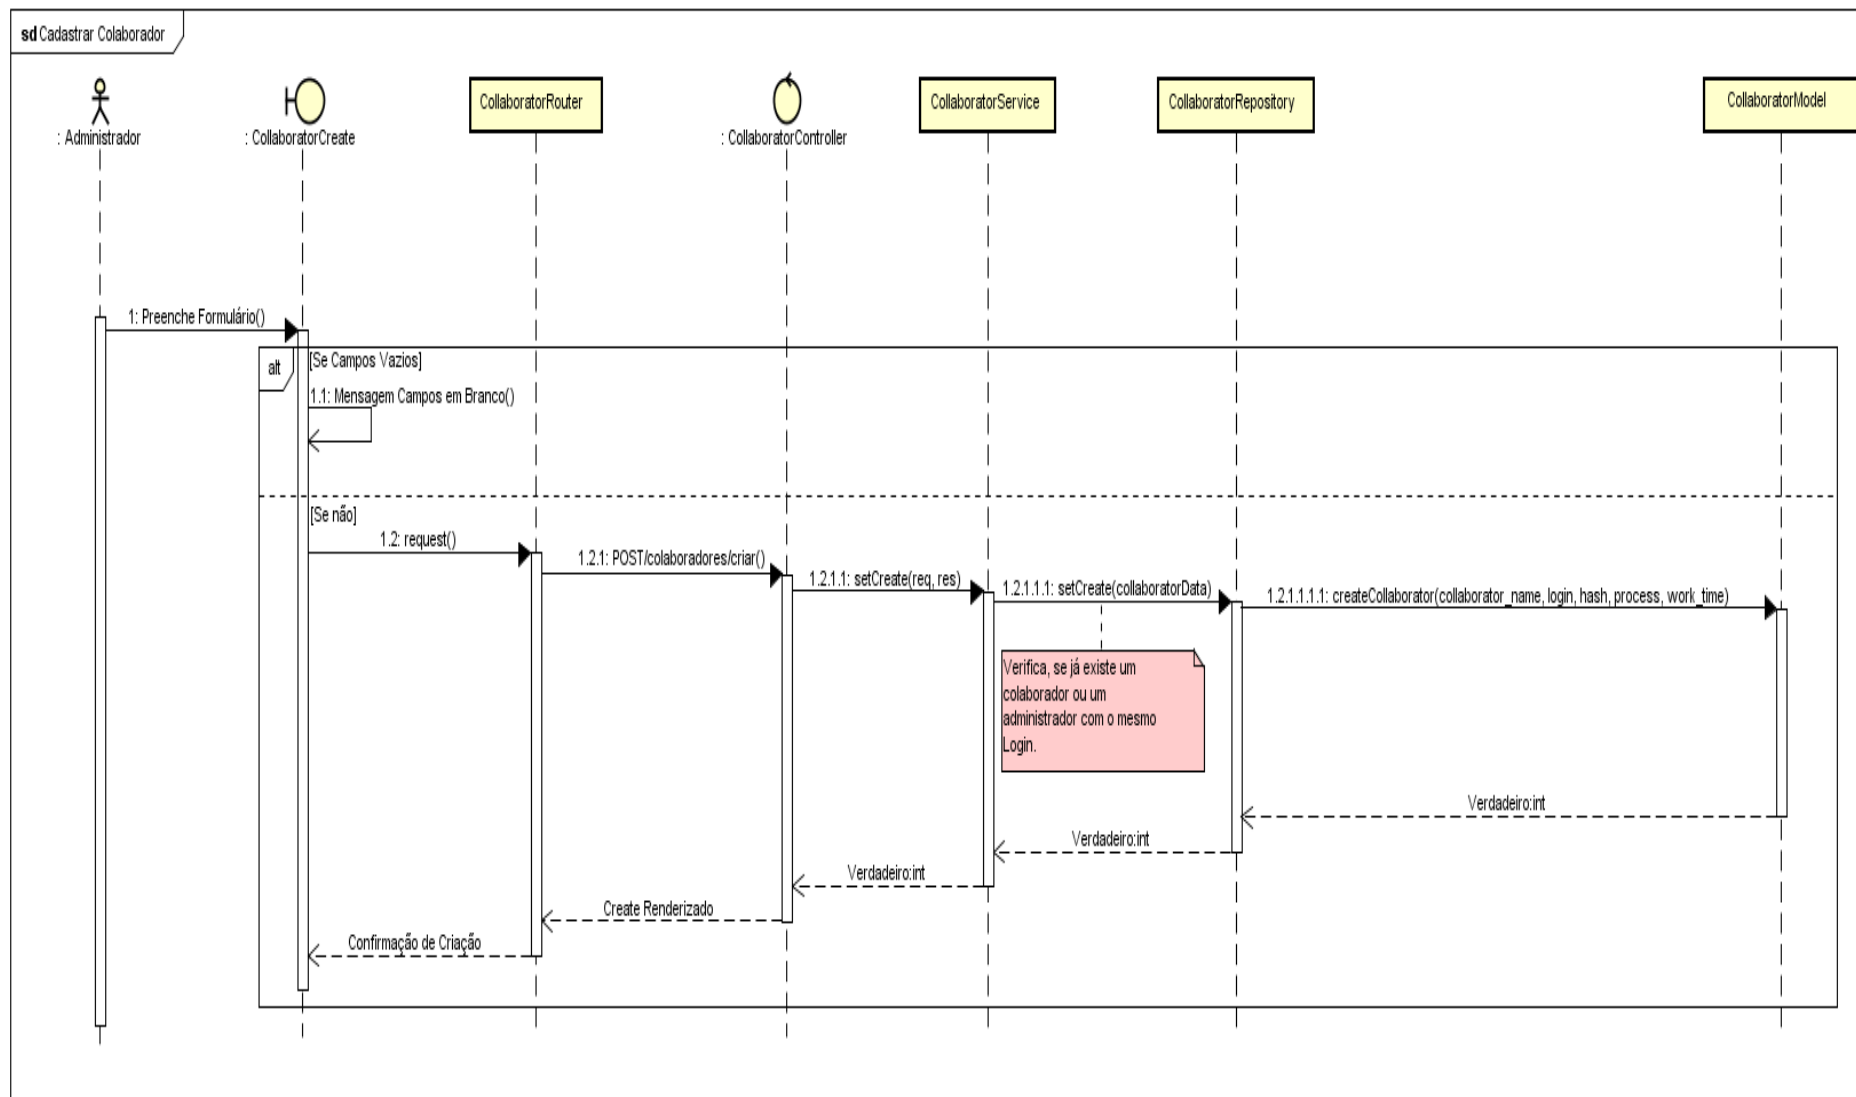 sd Cadastrar Colaborador
: Administrador
: CollaboratorCreate
CollaboratorRouter
: CollaboratorController
CollaboratorService
CollaboratorRepository
CollaboratorModel
1: Preenche Formulário()
alt
[Se Campos Vazios]
1.1: Mensagem Campos em Branco()
[Se não]
1.2: request()
1.2.1: POST/colaboradores/criar()
1.2.1.1: setCreate(req, res)
1.2.1.1.1: setCreate(collaboratorData)
1.2.1.1.1.1: createCollaborator(collaborator_name, login, hash, process, work_time)
Verifica, se já existe um
colaborador ou um
administrador com o mesmo
Login.
Verdadeiro:int
Verdadeiro:int
Verdadeiro:int
Create Renderizado
Confirmação de Criação